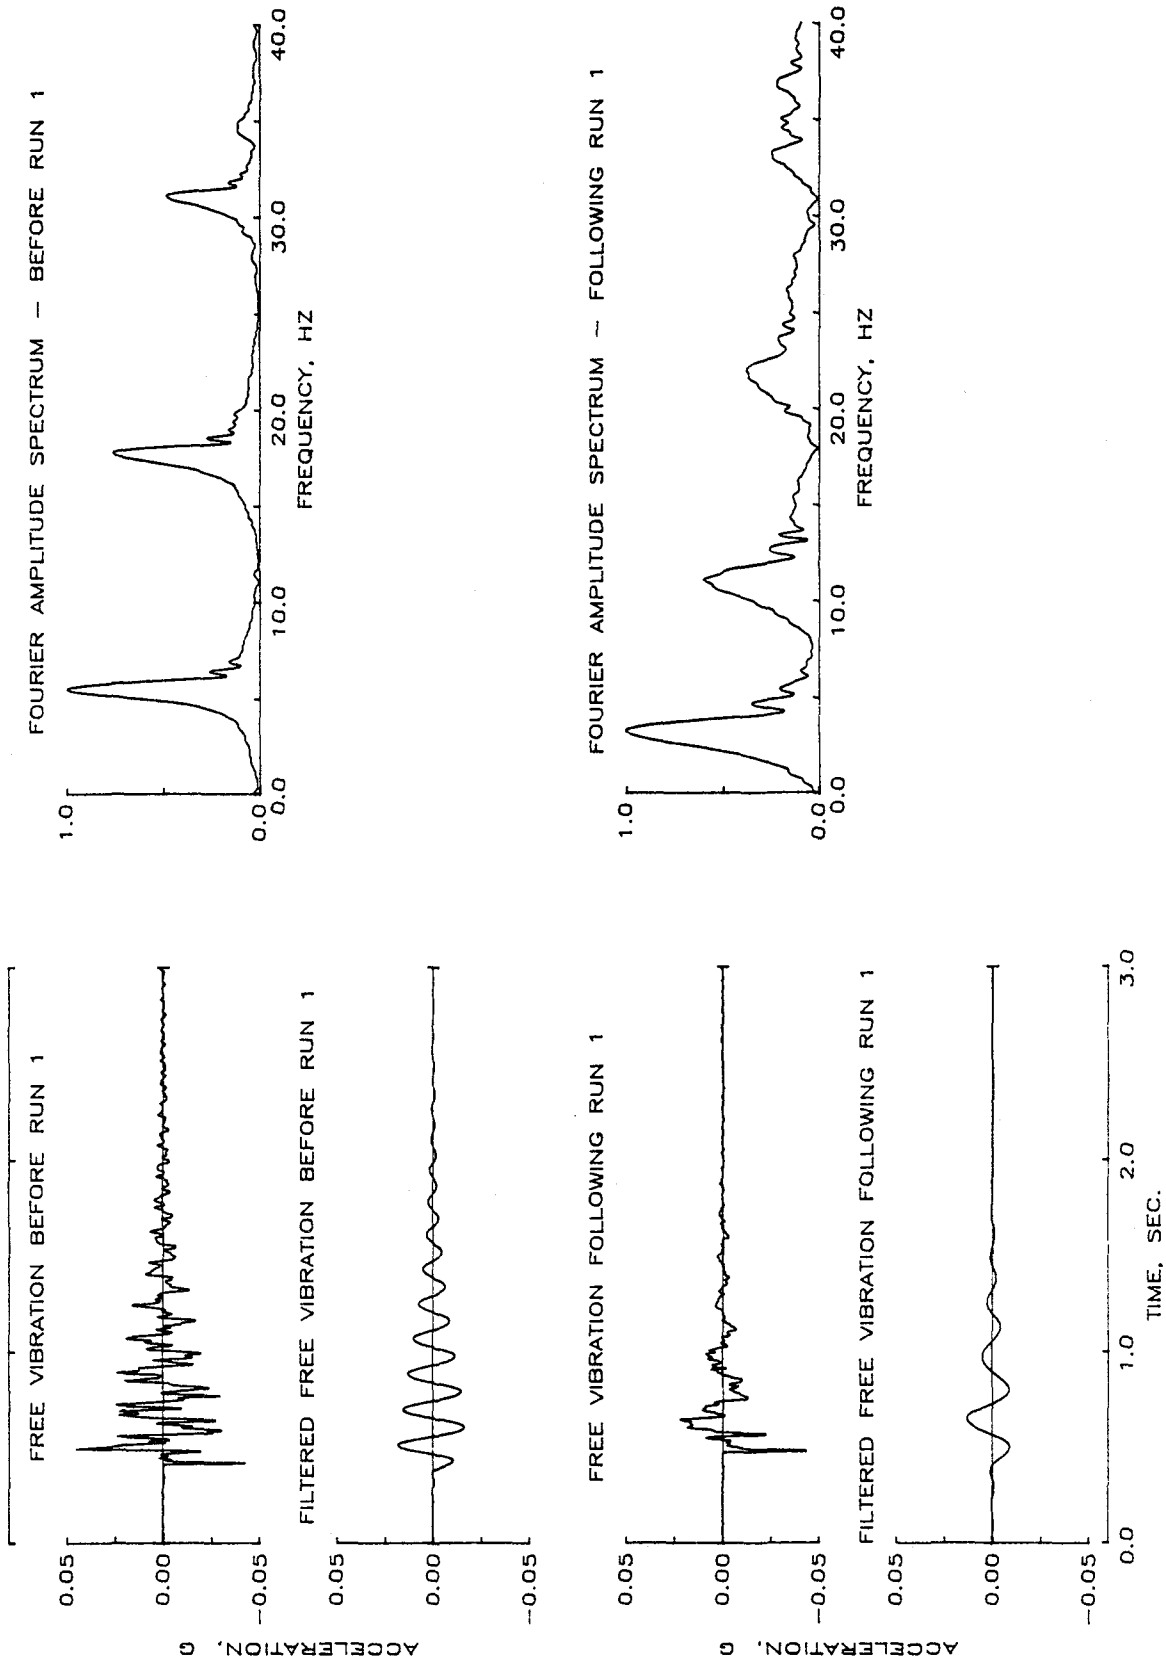 FREE VIBRATION BEFORE RUN 1
0.05
0.00
-0.05
FILTERED FREE VIBRATION BEFORE RUN 1
0.05
0.00
-0.05
ACCELERATION, G
FREE VIBRATION FOLLOWING RUN 1
0.05
0.00
-0.05
FILTERED FREE VIBRATION FOLLOWING RUN 1
0.05
0.00
-0.05
ACCELERATION, G
0.0 1.0 2.0 3.0
TIME, SEC.
FOURIER AMPLITUDE SPECTRUM — BEFORE RUN 1
1.0
0.0
0.0 10.0 20.0 30.0 40.0
FREQUENCY, HZ
FOURIER AMPLITUDE SPECTRUM — FOLLOWING RUN 1
1.0
0.0
0.0 10.0 20.0 30.0 40.0
FREQUENCY, HZ